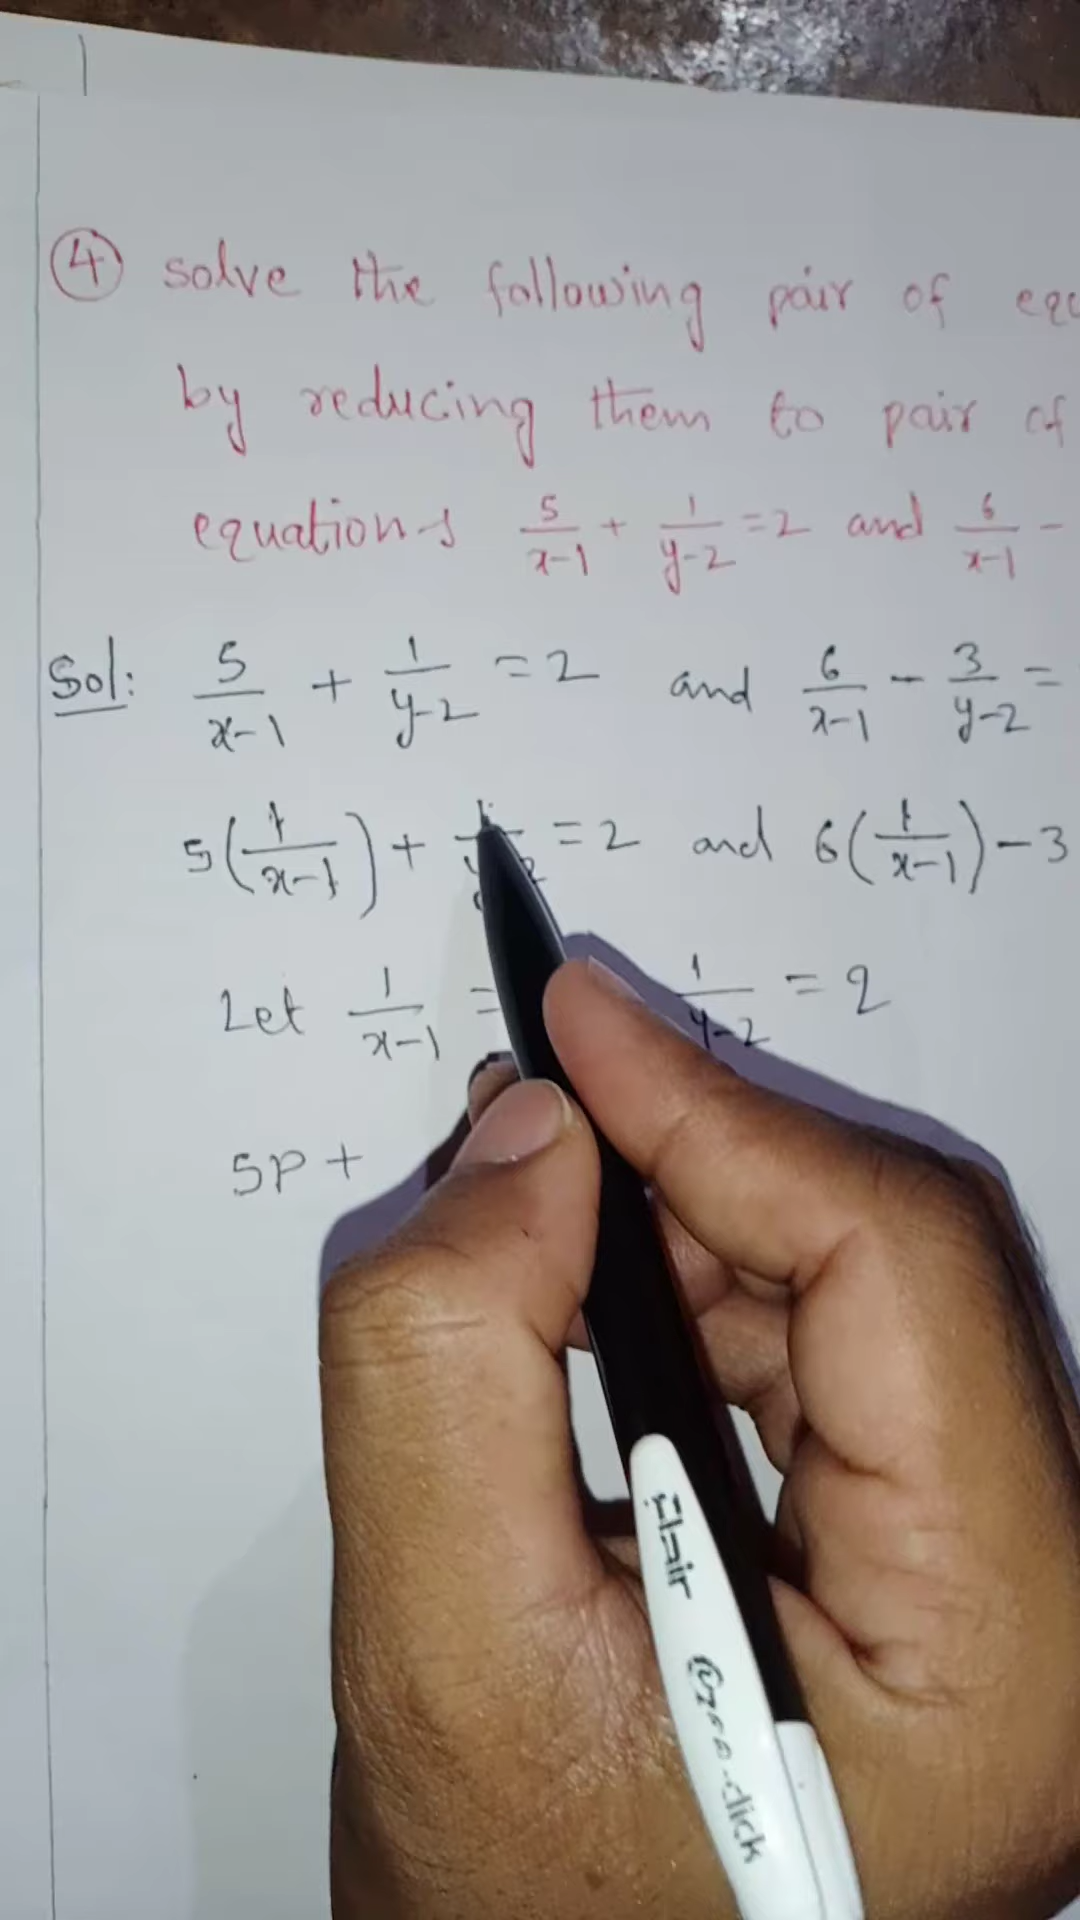 ④ solve the following pair of
by reducing them to pair of
equations 5/(x-1) + 1/(y-2) = 2 and 6/(x-1) -
Sol: 5/(x-1) + 1/(y-2) = 2 and 6/(x-1) - 3/(y-2) =
5(1/(x-1)) + = 2 and 6(1/(x-1)) - 3
Let 1/(x-1) = 1/(y-2) = q
5p +
Flair